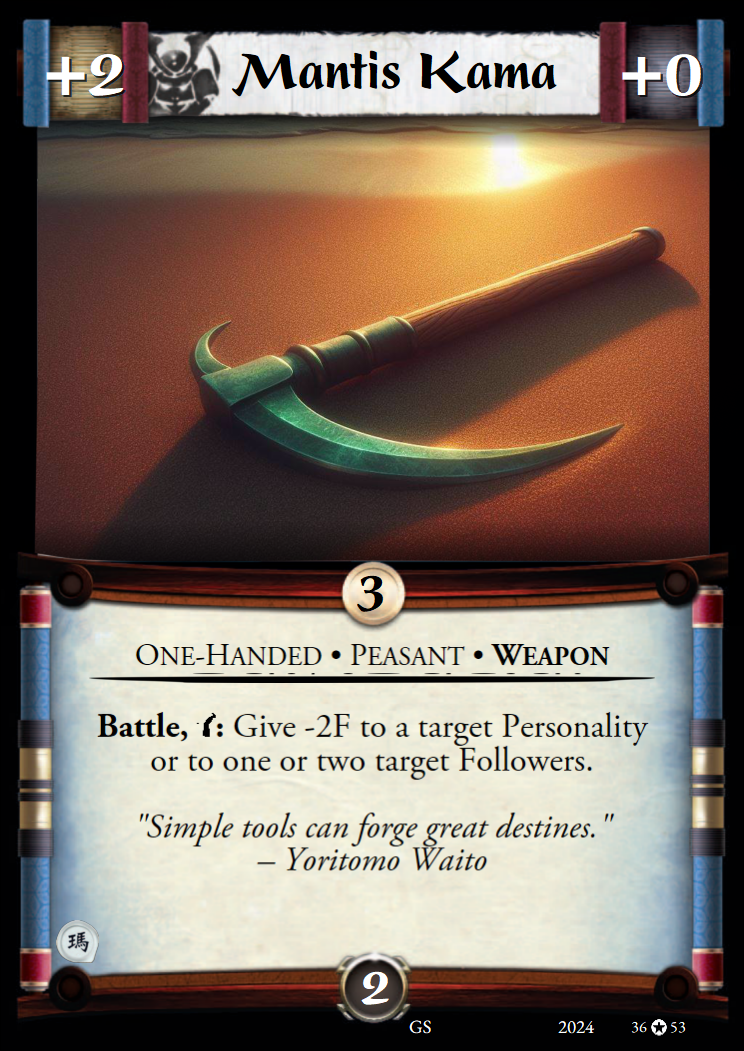 +2 Mantis Kama +0
3
One-Handed • Peasant • Weapon
Battle, : Give -2F to a target Personality
or to one or two target Followers.
"Simple tools can forge great destines."
– Yoritomo Waito
瑪
2
GS 2024 36 53